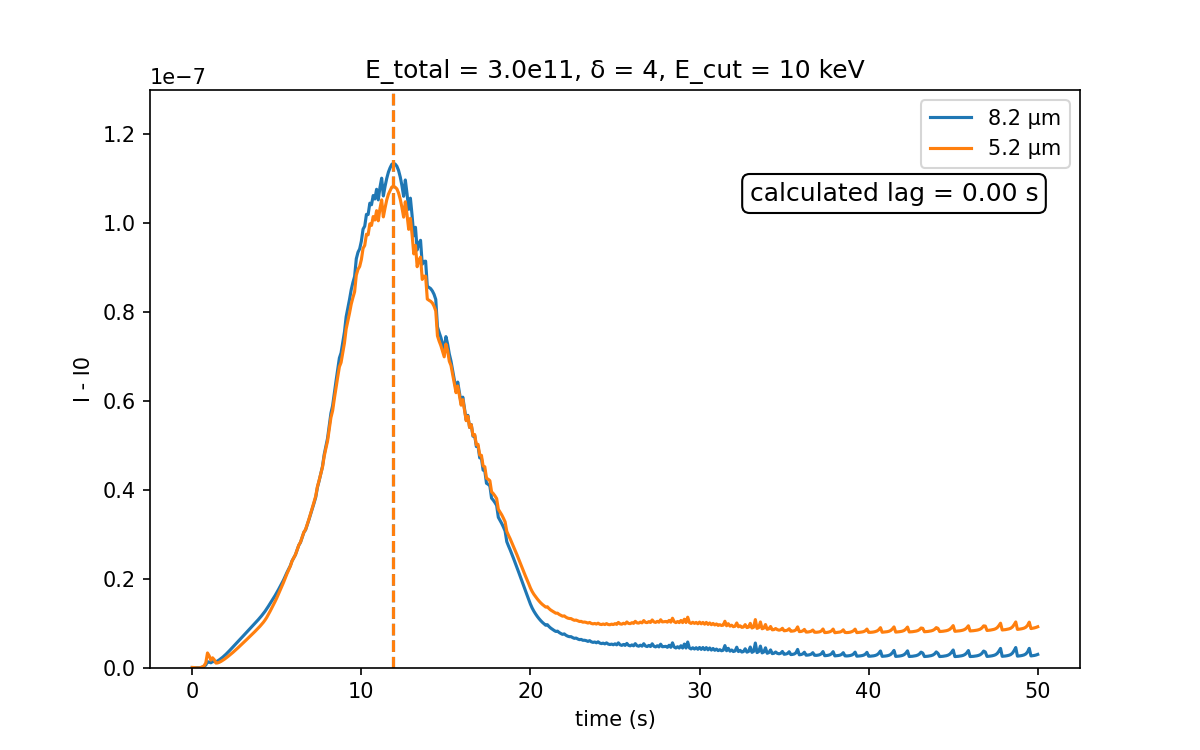 E_total = 3.0e11, δ = 4, E_cut = 10 keV
1e−7
8.2 μm
5.2 μm
calculated lag = 0.00 s
1.2
1.0
0.8
0.6
0.4
0.2
0.0
I - I0
0 10 20 30 40 50
time (s)